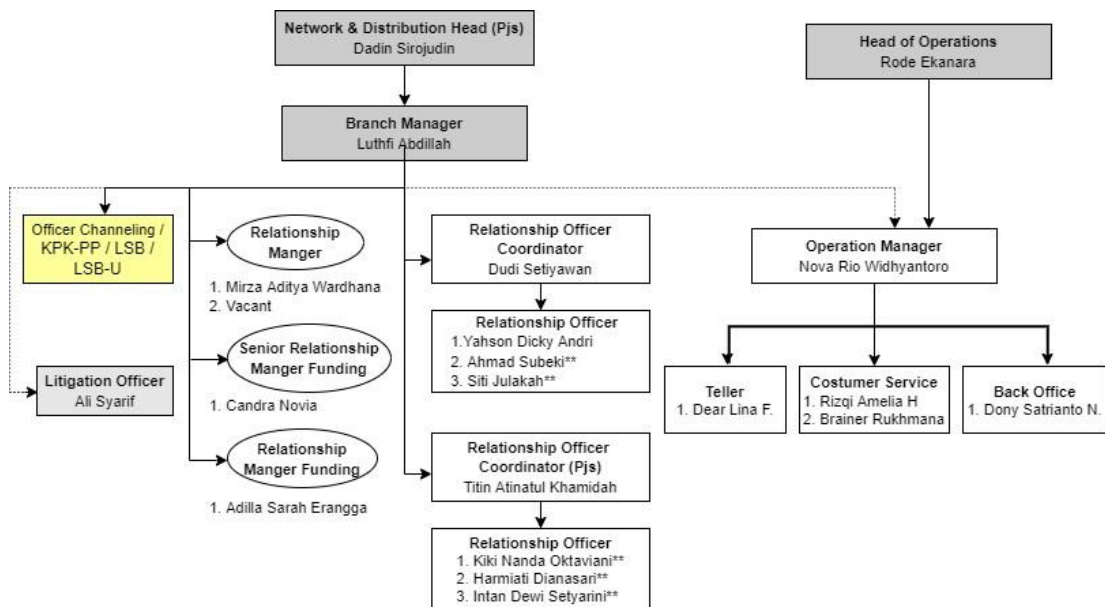 Network & Distribution Head (Pjs)
Dadin Sirojudin
Head of Operations
Rode Ekanara
Branch Manager
Luthfi Abdillah
Officer Channeling /
KPK-PP / LSB /
LSB-U
Relationship
Manger
1. Mirza Aditya Wardhana
2. Vacant
Senior Relationship
Manger Funding
1. Candra Novia
Relationship
Manger Funding
1. Adilla Sarah Erangga
Litigation Officer
Ali Syarif
Relationship Officer
Coordinator
Dudi Setiyawan
Relationship Officer
1.Yahson Dicky Andri
2. Ahmad Subeki**
3. Siti Julakah**
Relationship Officer
Coordinator (Pjs)
Titin Atinatul Khamidah
Relationship Officer
1. Kiki Nanda Oktaviani**
2. Harmiati Dianasari**
3. Intan Dewi Setyarini**
Operation Manager
Nova Rio Widhyantoro
Teller
1. Dear Lina F.
Costumer Service
1. Rizqi Amelia H
2. Brainer Rukhmana
Back Office
1. Dony Satrianto N.